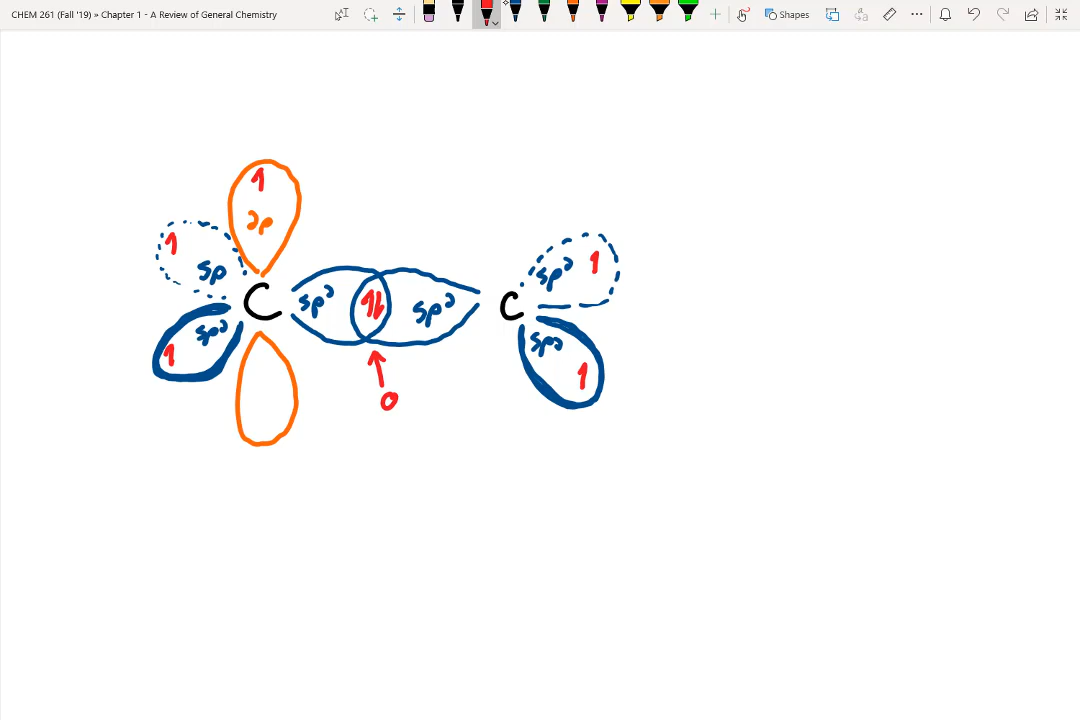 CHEM 261 (Fall '19) » Chapter 1 - A Review of General Chemistry
Shapes
1
2p
1
sp
sp²
1
C
sp²
1
sp²
1
sp²
C
sp²
1
sp²
1